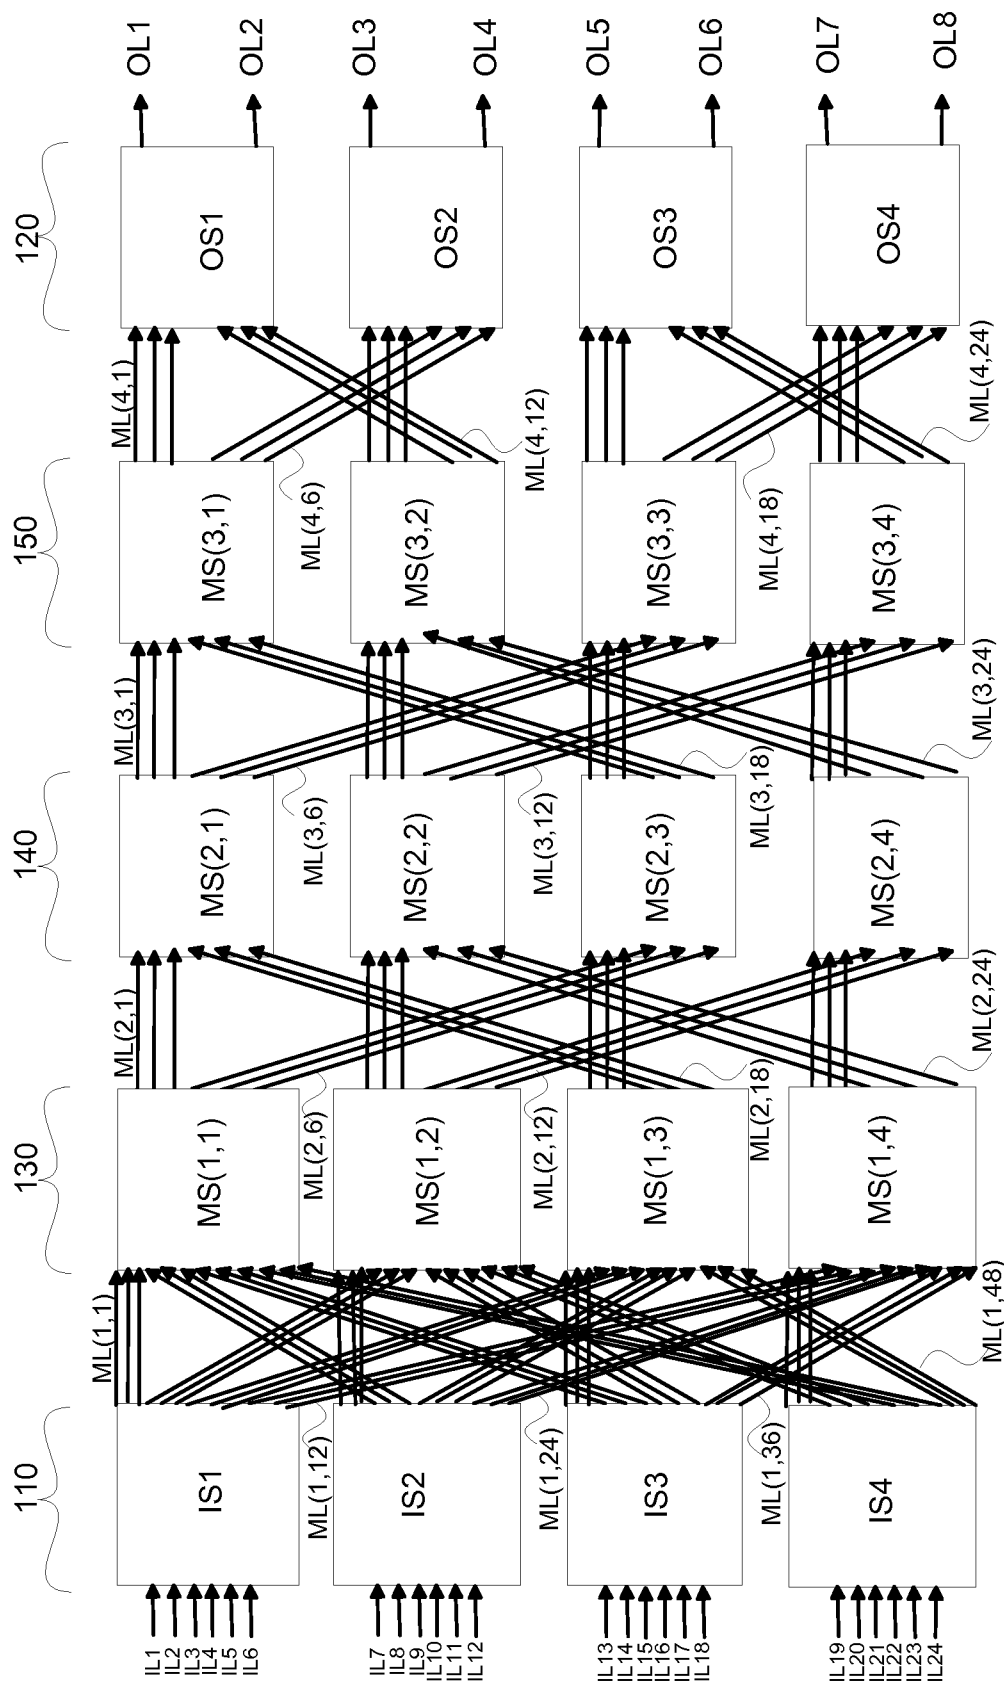 120
150
140
130
110
OL1
OL2
OL3
OL4
OL5
OL6
OL7
OL8
OS1
OS2
OS3
OS4
ML(4,1)
ML(4,6)
ML(4,12)
ML(4,18)
ML(4,24)
MS(3,1)
MS(3,2)
MS(3,3)
MS(3,4)
ML(3,1)
ML(3,6)
ML(3,12)
ML(3,18)
ML(3,24)
MS(2,1)
MS(2,2)
MS(2,3)
MS(2,4)
ML(2,1)
ML(2,6)
ML(2,12)
ML(2,18)
ML(2,24)
MS(1,1)
MS(1,2)
MS(1,3)
MS(1,4)
ML(1,1)
ML(1,12)
ML(1,24)
ML(1,36)
ML(1,48)
IS1
IS2
IS3
IS4
IL1
IL2
IL3
IL4
IL5
IL6
IL7
IL8
IL9
IL10
IL11
IL12
IL13
IL14
IL15
IL16
IL17
IL18
IL19
IL20
IL21
IL22
IL23
IL24